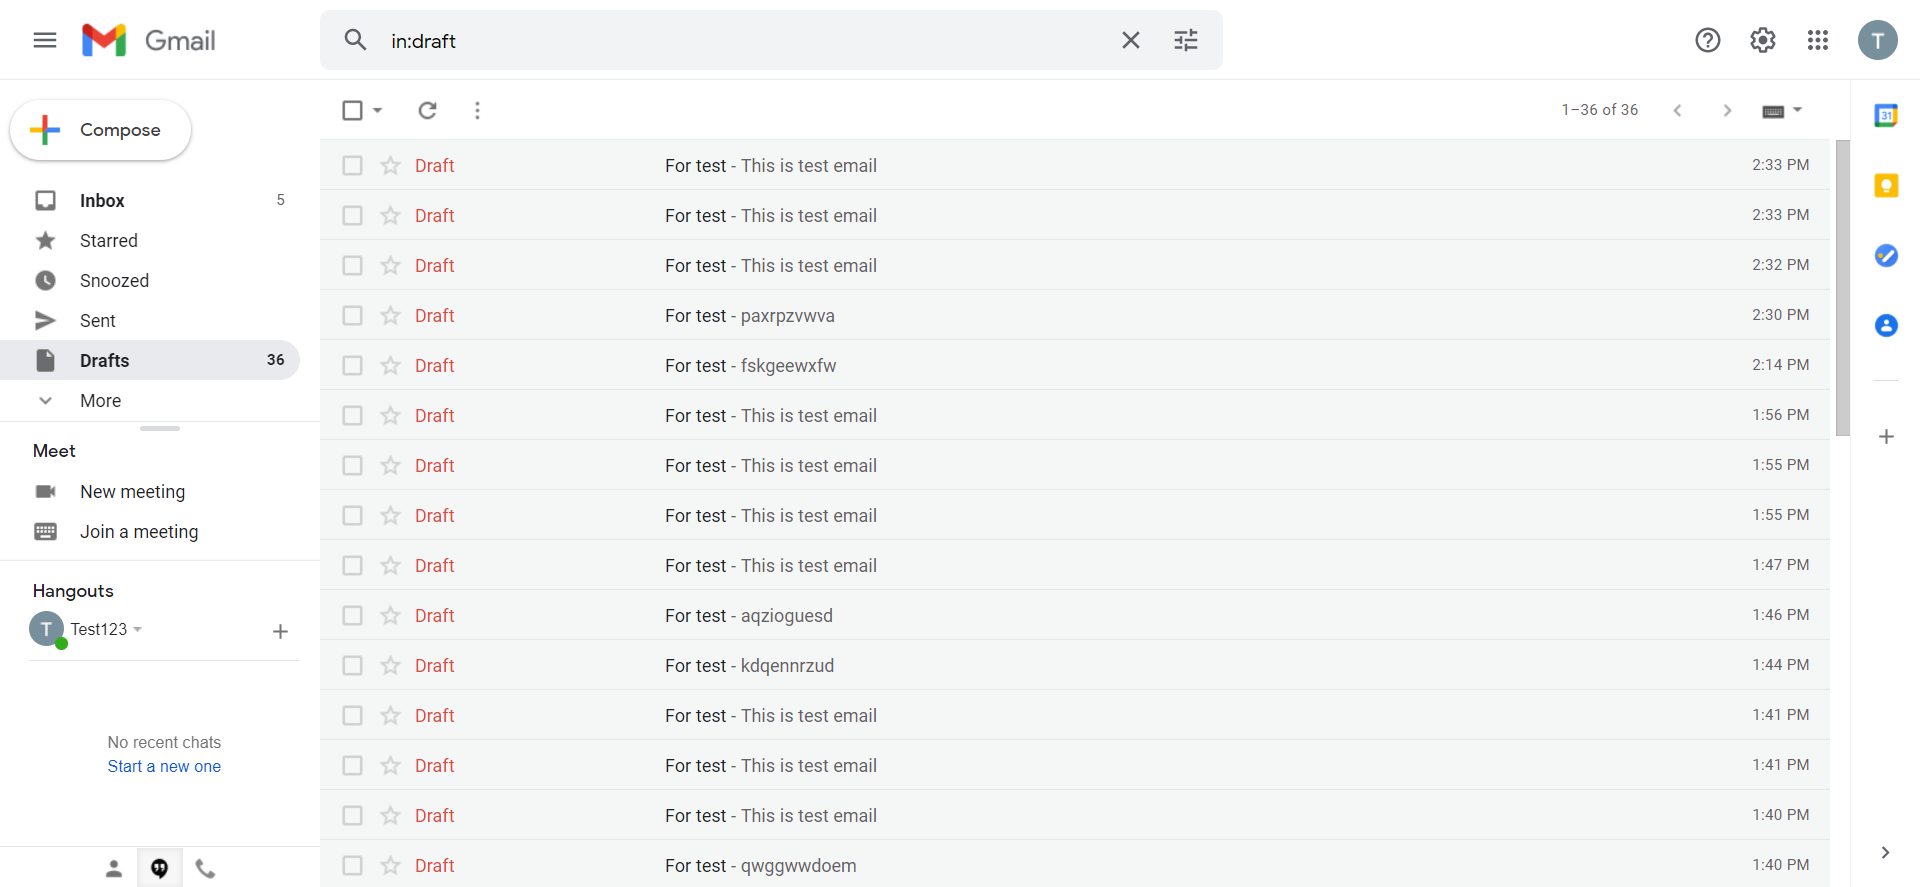 Gmail
in:draft
T
Compose
1–36 of 36
31
Inbox 5
Starred
Snoozed
Sent
Drafts 36
More
Meet
New meeting
Join a meeting
Hangouts
T Test123
No recent chats
Start a new one
Draft For test - This is test email 2:33 PM
Draft For test - This is test email 2:33 PM
Draft For test - This is test email 2:32 PM
Draft For test - paxrpzvwva 2:30 PM
Draft For test - fskgeewxfw 2:14 PM
Draft For test - This is test email 1:56 PM
Draft For test - This is test email 1:55 PM
Draft For test - This is test email 1:55 PM
Draft For test - This is test email 1:47 PM
Draft For test - aqzioguesd 1:46 PM
Draft For test - kdqennrzud 1:44 PM
Draft For test - This is test email 1:41 PM
Draft For test - This is test email 1:41 PM
Draft For test - This is test email 1:40 PM
Draft For test - qwggwwdoem 1:40 PM